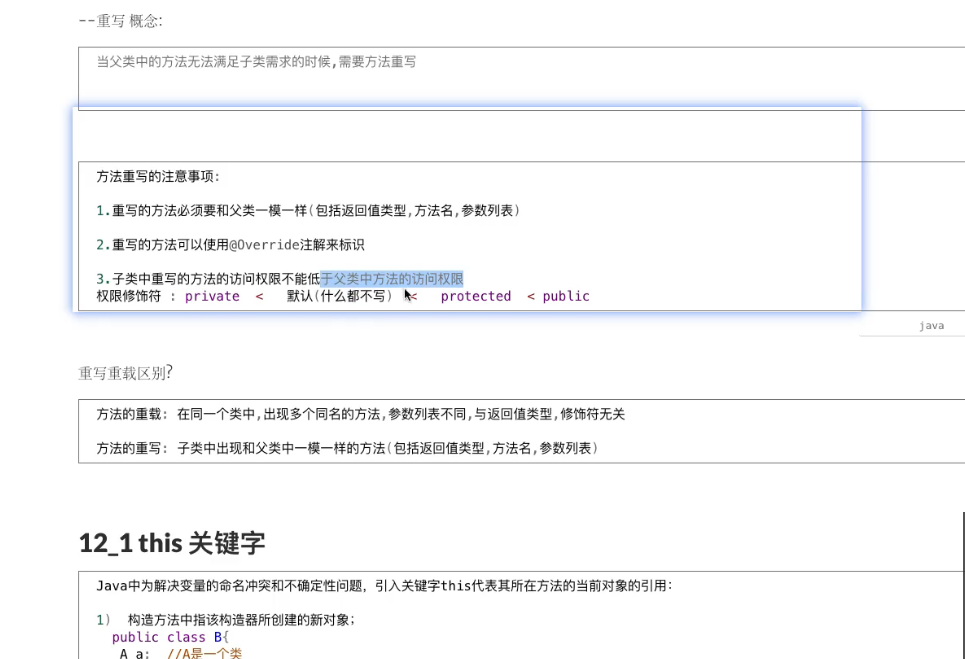 --重写 概念:
当父类中的方法无法满足子类需求的时候,需要方法重写
方法重写的注意事项:
1.重写的方法必须要和父类一模一样(包括返回值类型,方法名,参数列表)
2.重写的方法可以使用@Override注解来标识
3.子类中重写的方法的访问权限不能低于父类中方法的访问权限
权限修饰符 : private < 默认(什么都不写) < protected < public
java
重写重载区别?
方法的重载: 在同一个类中,出现多个同名的方法,参数列表不同,与返回值类型,修饰符无关
方法的重写: 子类中出现和父类中一模一样的方法(包括返回值类型,方法名,参数列表)
12_1 this 关键字
Java中为解决变量的命名冲突和不确定性问题，引入关键字this代表其所在方法的当前对象的引用：
1） 构造方法中指该构造器所创建的新对象；
public class B{
A a; //A是一个类